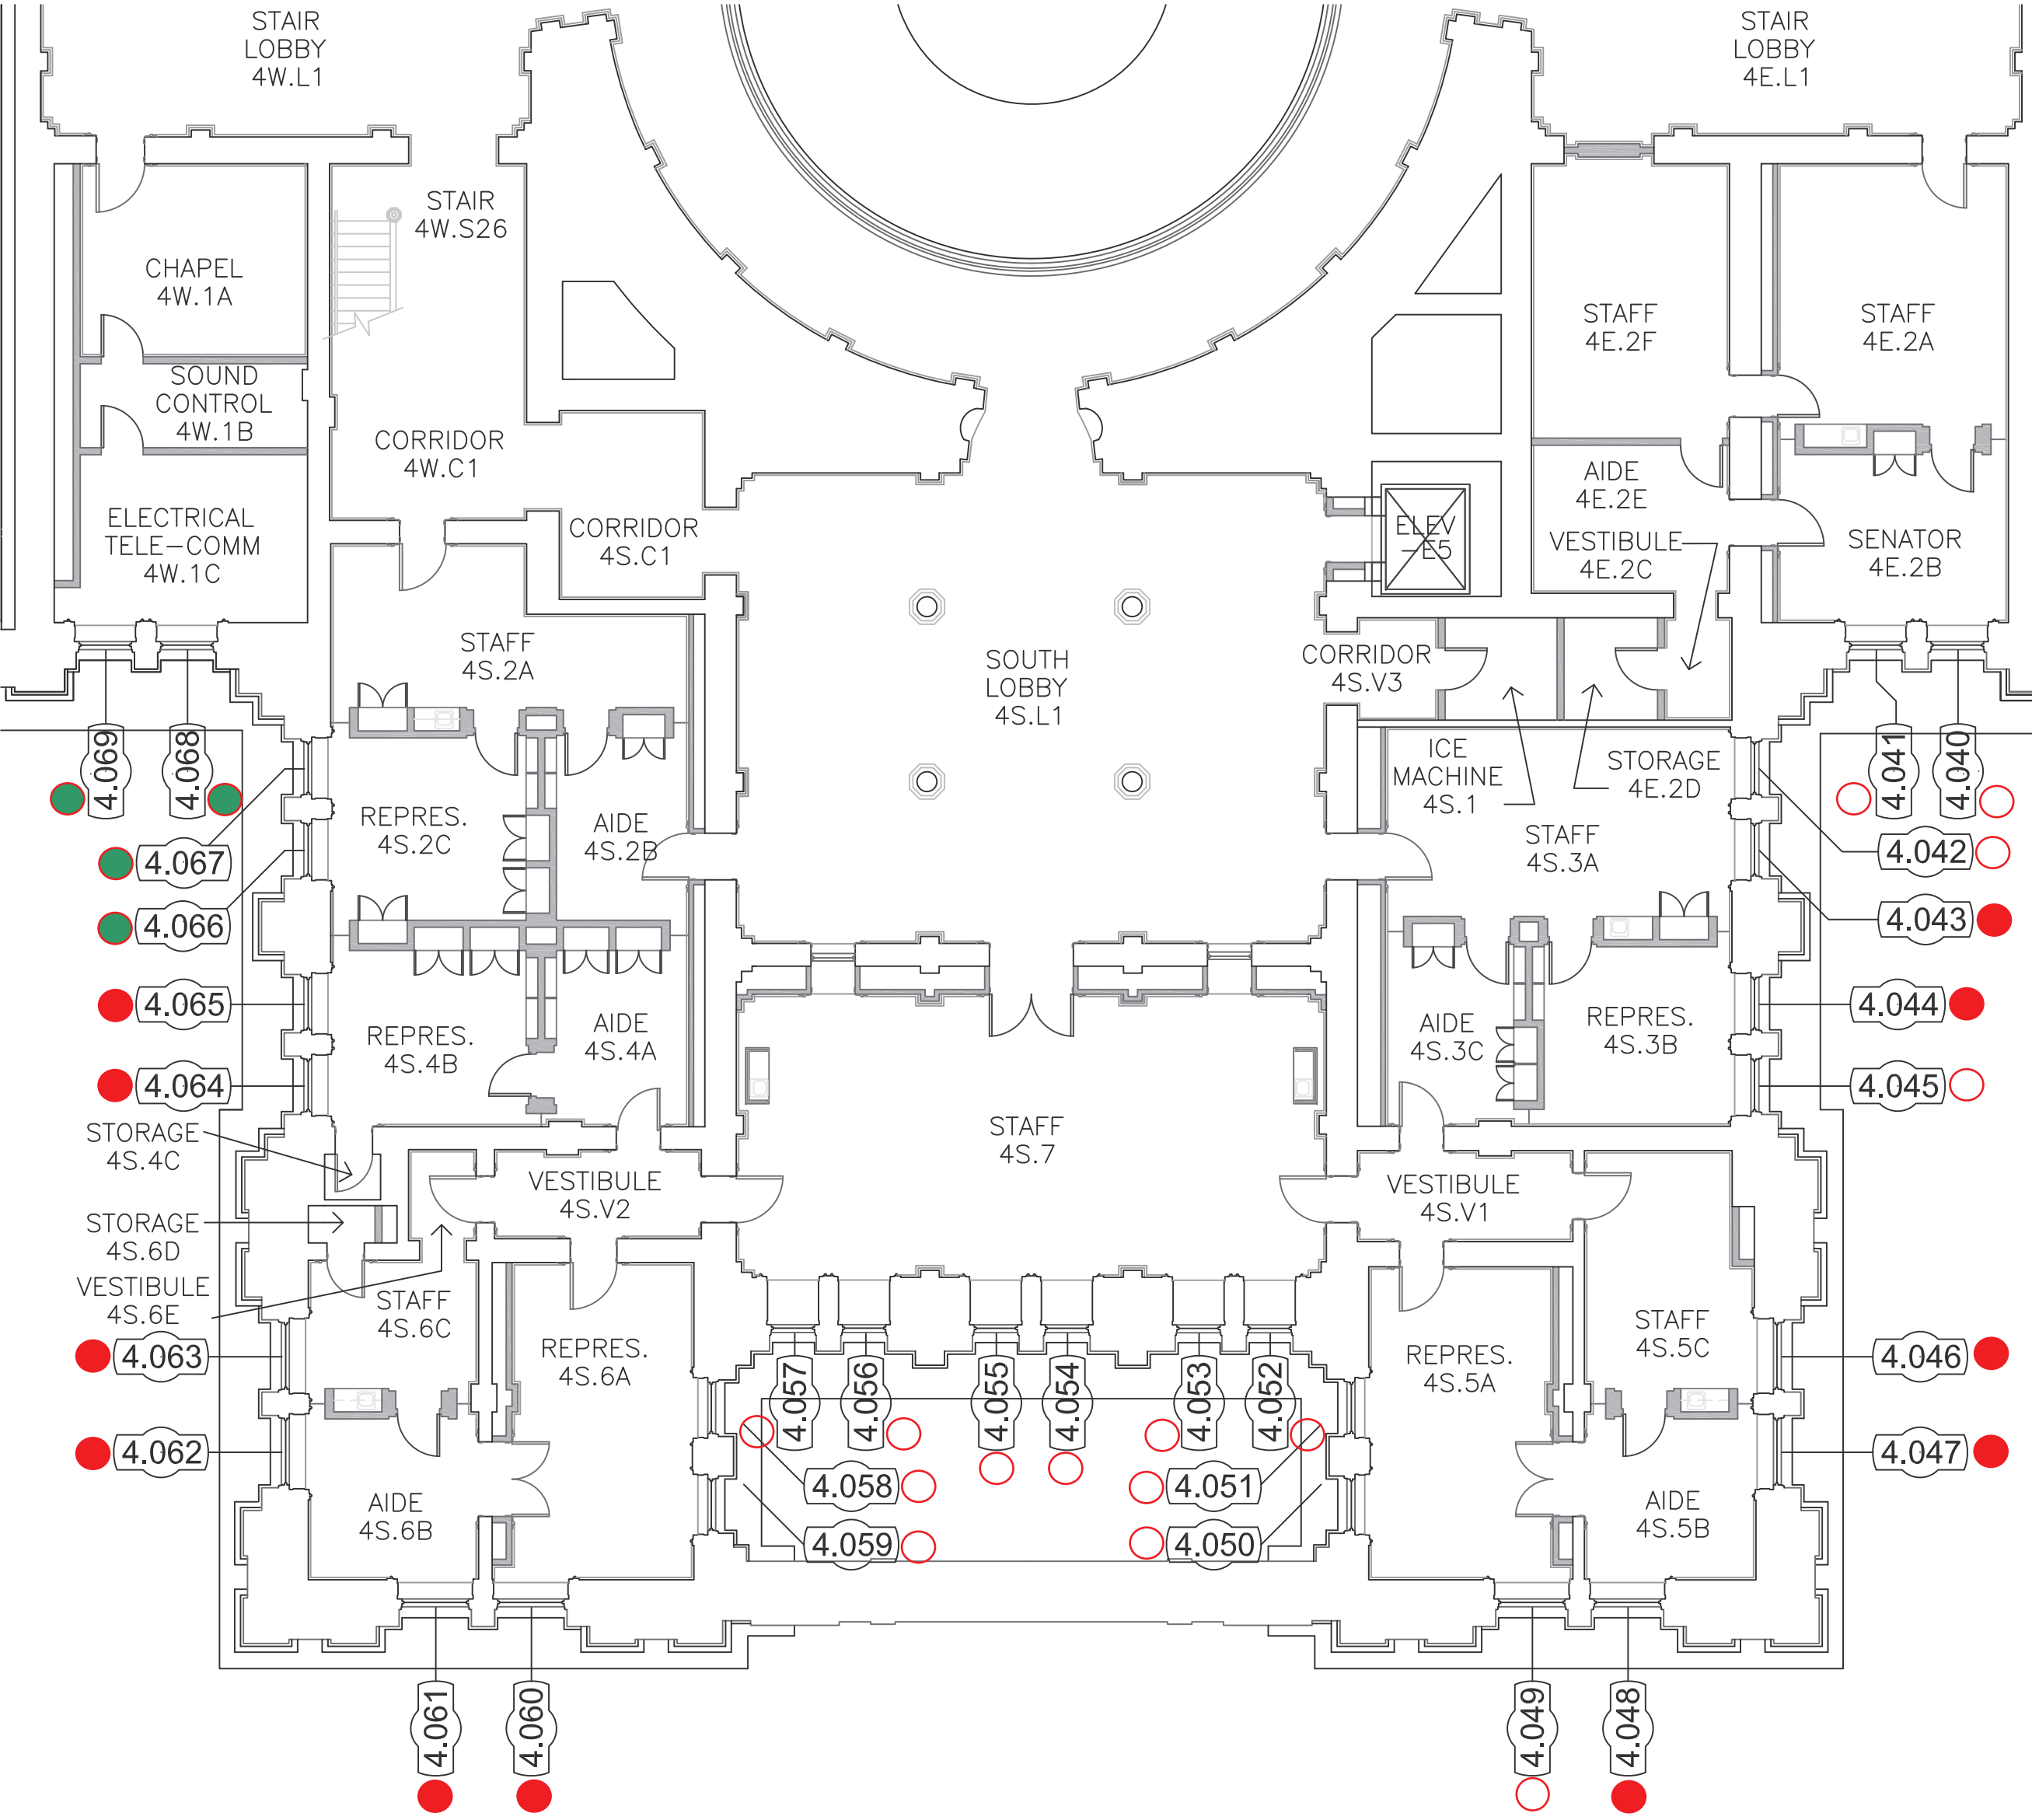 STAIR
LOBBY
4W.L1
STAIR
LOBBY
4E.L1
STAIR
4W.S26
CHAPEL
4W.1A
STAFF
4E.2F
STAFF
4E.2A
SOUND
CONTROL
4W.1B
CORRIDOR
4W.C1
AIDE
4E.2E
ELECTRICAL
TELE-COMM
4W.1C
CORRIDOR
4S.C1
ELEV
-E5
VESTIBULE
4E.2C
SENATOR
4E.2B
STAFF
4S.2A
SOUTH
LOBBY
4S.L1
CORRIDOR
4S.V3
4.069
4.068
4.041
4.040
ICE
MACHINE
4S.1
STORAGE
4E.2D
REPRES.
4S.2C
AIDE
4S.2B
STAFF
4S.3A
4.067
4.042
4.066
4.043
4.065
4.044
REPRES.
4S.4B
AIDE
4S.4A
AIDE
4S.3C
REPRES.
4S.3B
4.064
4.045
STORAGE
4S.4C
STAFF
4S.7
VESTIBULE
4S.V2
VESTIBULE
4S.V1
STORAGE
4S.6D
VESTIBULE
4S.6E
STAFF
4S.6C
STAFF
4S.5C
4.063
REPRES.
4S.6A
REPRES.
4S.5A
4.046
4.057
4.056
4.055
4.054
4.053
4.052
4.062
4.047
4.058
4.051
AIDE
4S.6B
AIDE
4S.5B
4.059
4.050
4.061
4.060
4.049
4.048